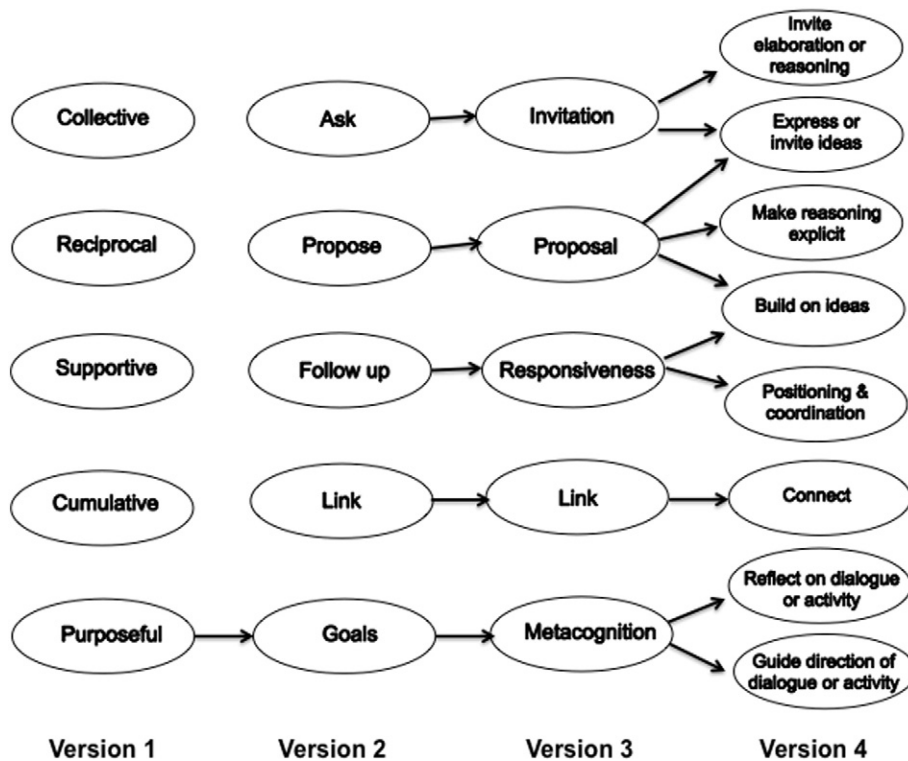 Collective
Reciprocal
Supportive
Cumulative
Purposeful
Version 1
Ask
Propose
Follow up
Link
Goals
Version 2
Invitation
Proposal
Responsiveness
Link
Metacognition
Version 3
Invite
elaboration or
reasoning
Express or
invite ideas
Make reasoning
explicit
Build on ideas
Positioning &
coordination
Connect
Reflect on dialogue
or activity
Guide direction of
dialogue or activity
Version 4